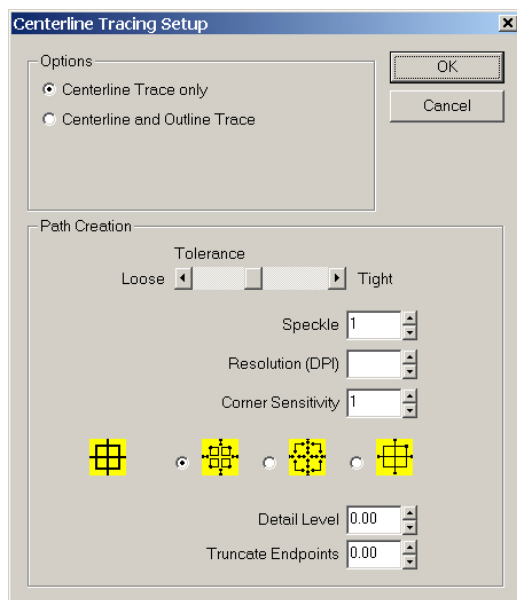 Centerline Tracing Setup
Options
Centerline Trace only
Centerline and Outline Trace
OK
Cancel
Path Creation
Tolerance
Loose Tight
Speckle 1
Resolution (DPI)
Corner Sensitivity 1
Detail Level 0.00
Truncate Endpoints 0.00